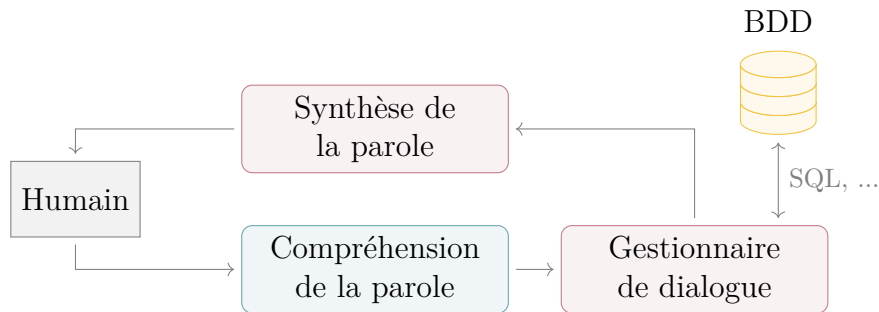 BDD
Synthèse de
la parole
SQL, ...
Humain
Compréhension
de la parole
Gestionnaire
de dialogue